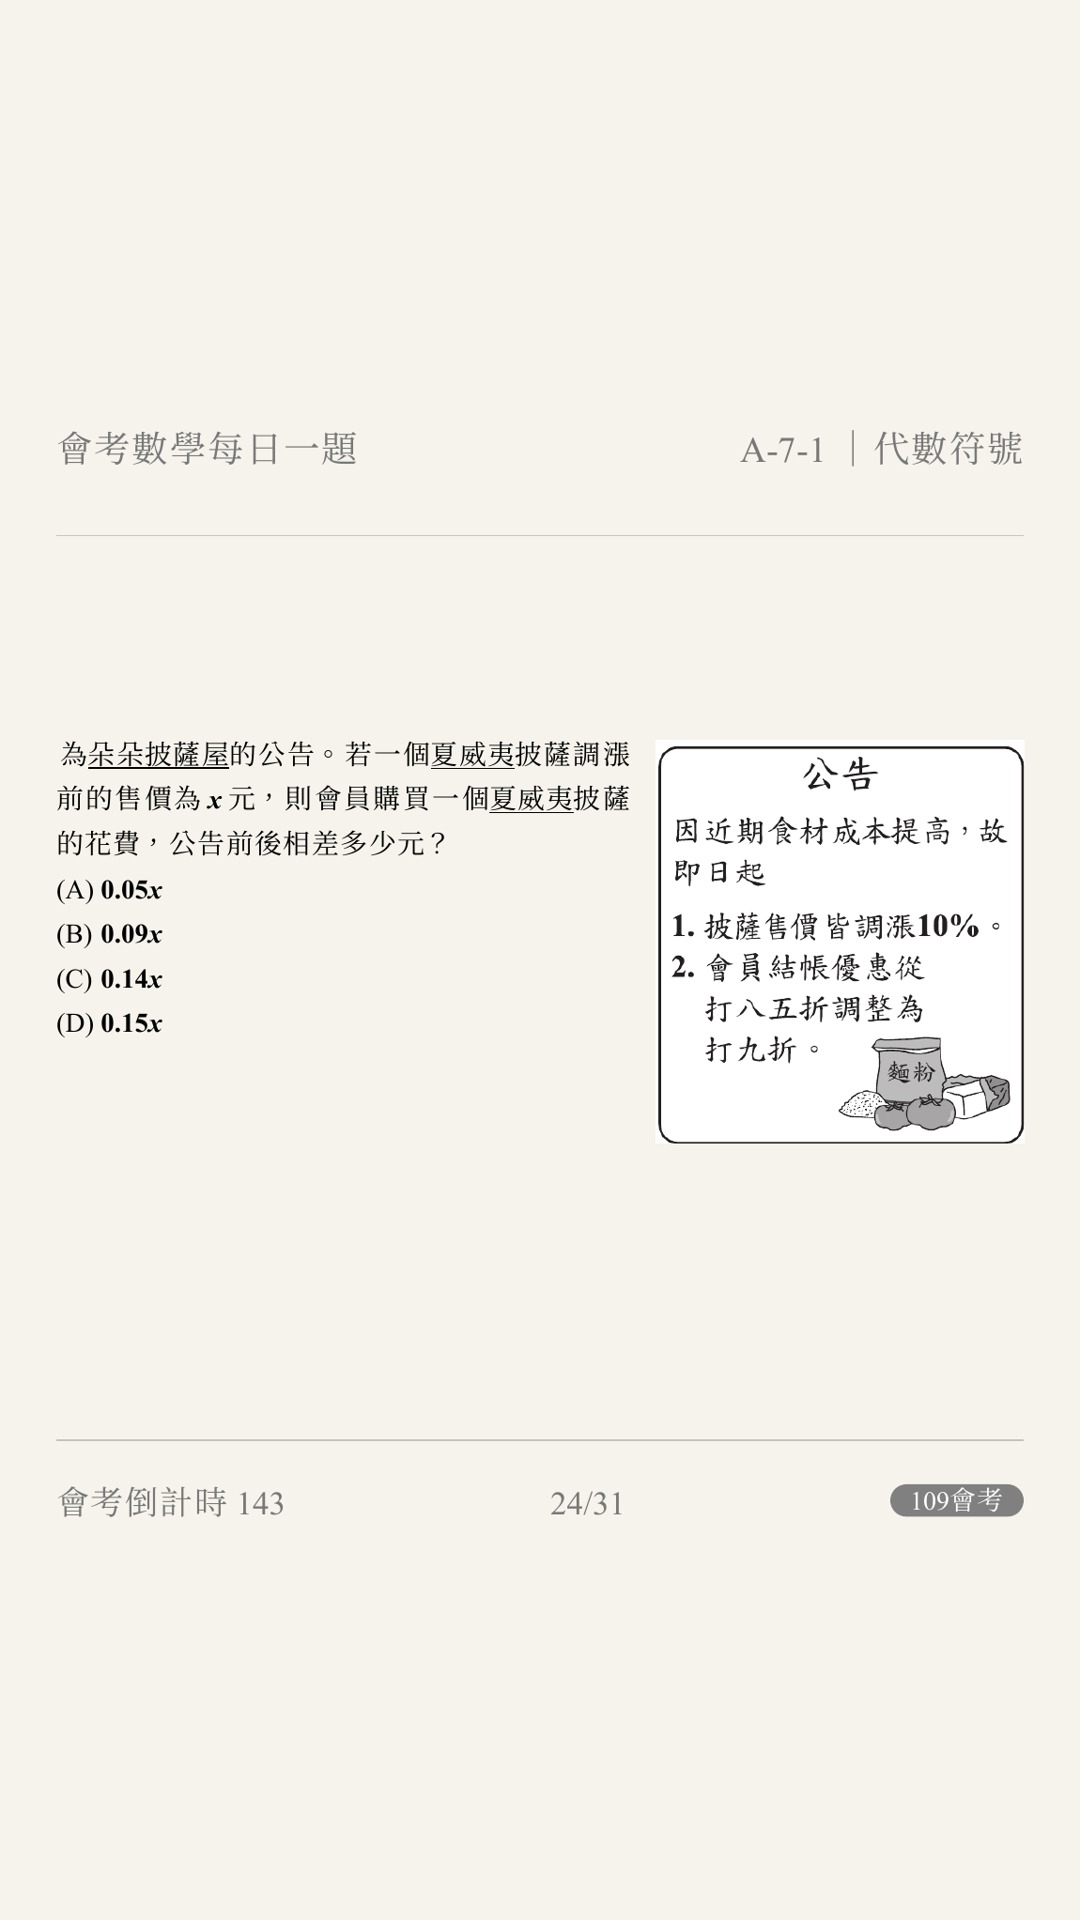 會考數學每日一題
A-7-1 | 代數符號
為朵朵披薩屋的公告。若一個夏威夷披薩調漲
前的售價為 x 元，則會員購買一個夏威夷披薩
的花費，公告前後相差多少元？
(A) 0.05x
(B) 0.09x
(C) 0.14x
(D) 0.15x
公告
因近期食材成本提高，故
即日起
1. 披薩售價皆調漲10%。
2. 會員結帳優惠從
打八五折調整為
打九折。
麵粉
會考倒計時 143
24/31
109會考